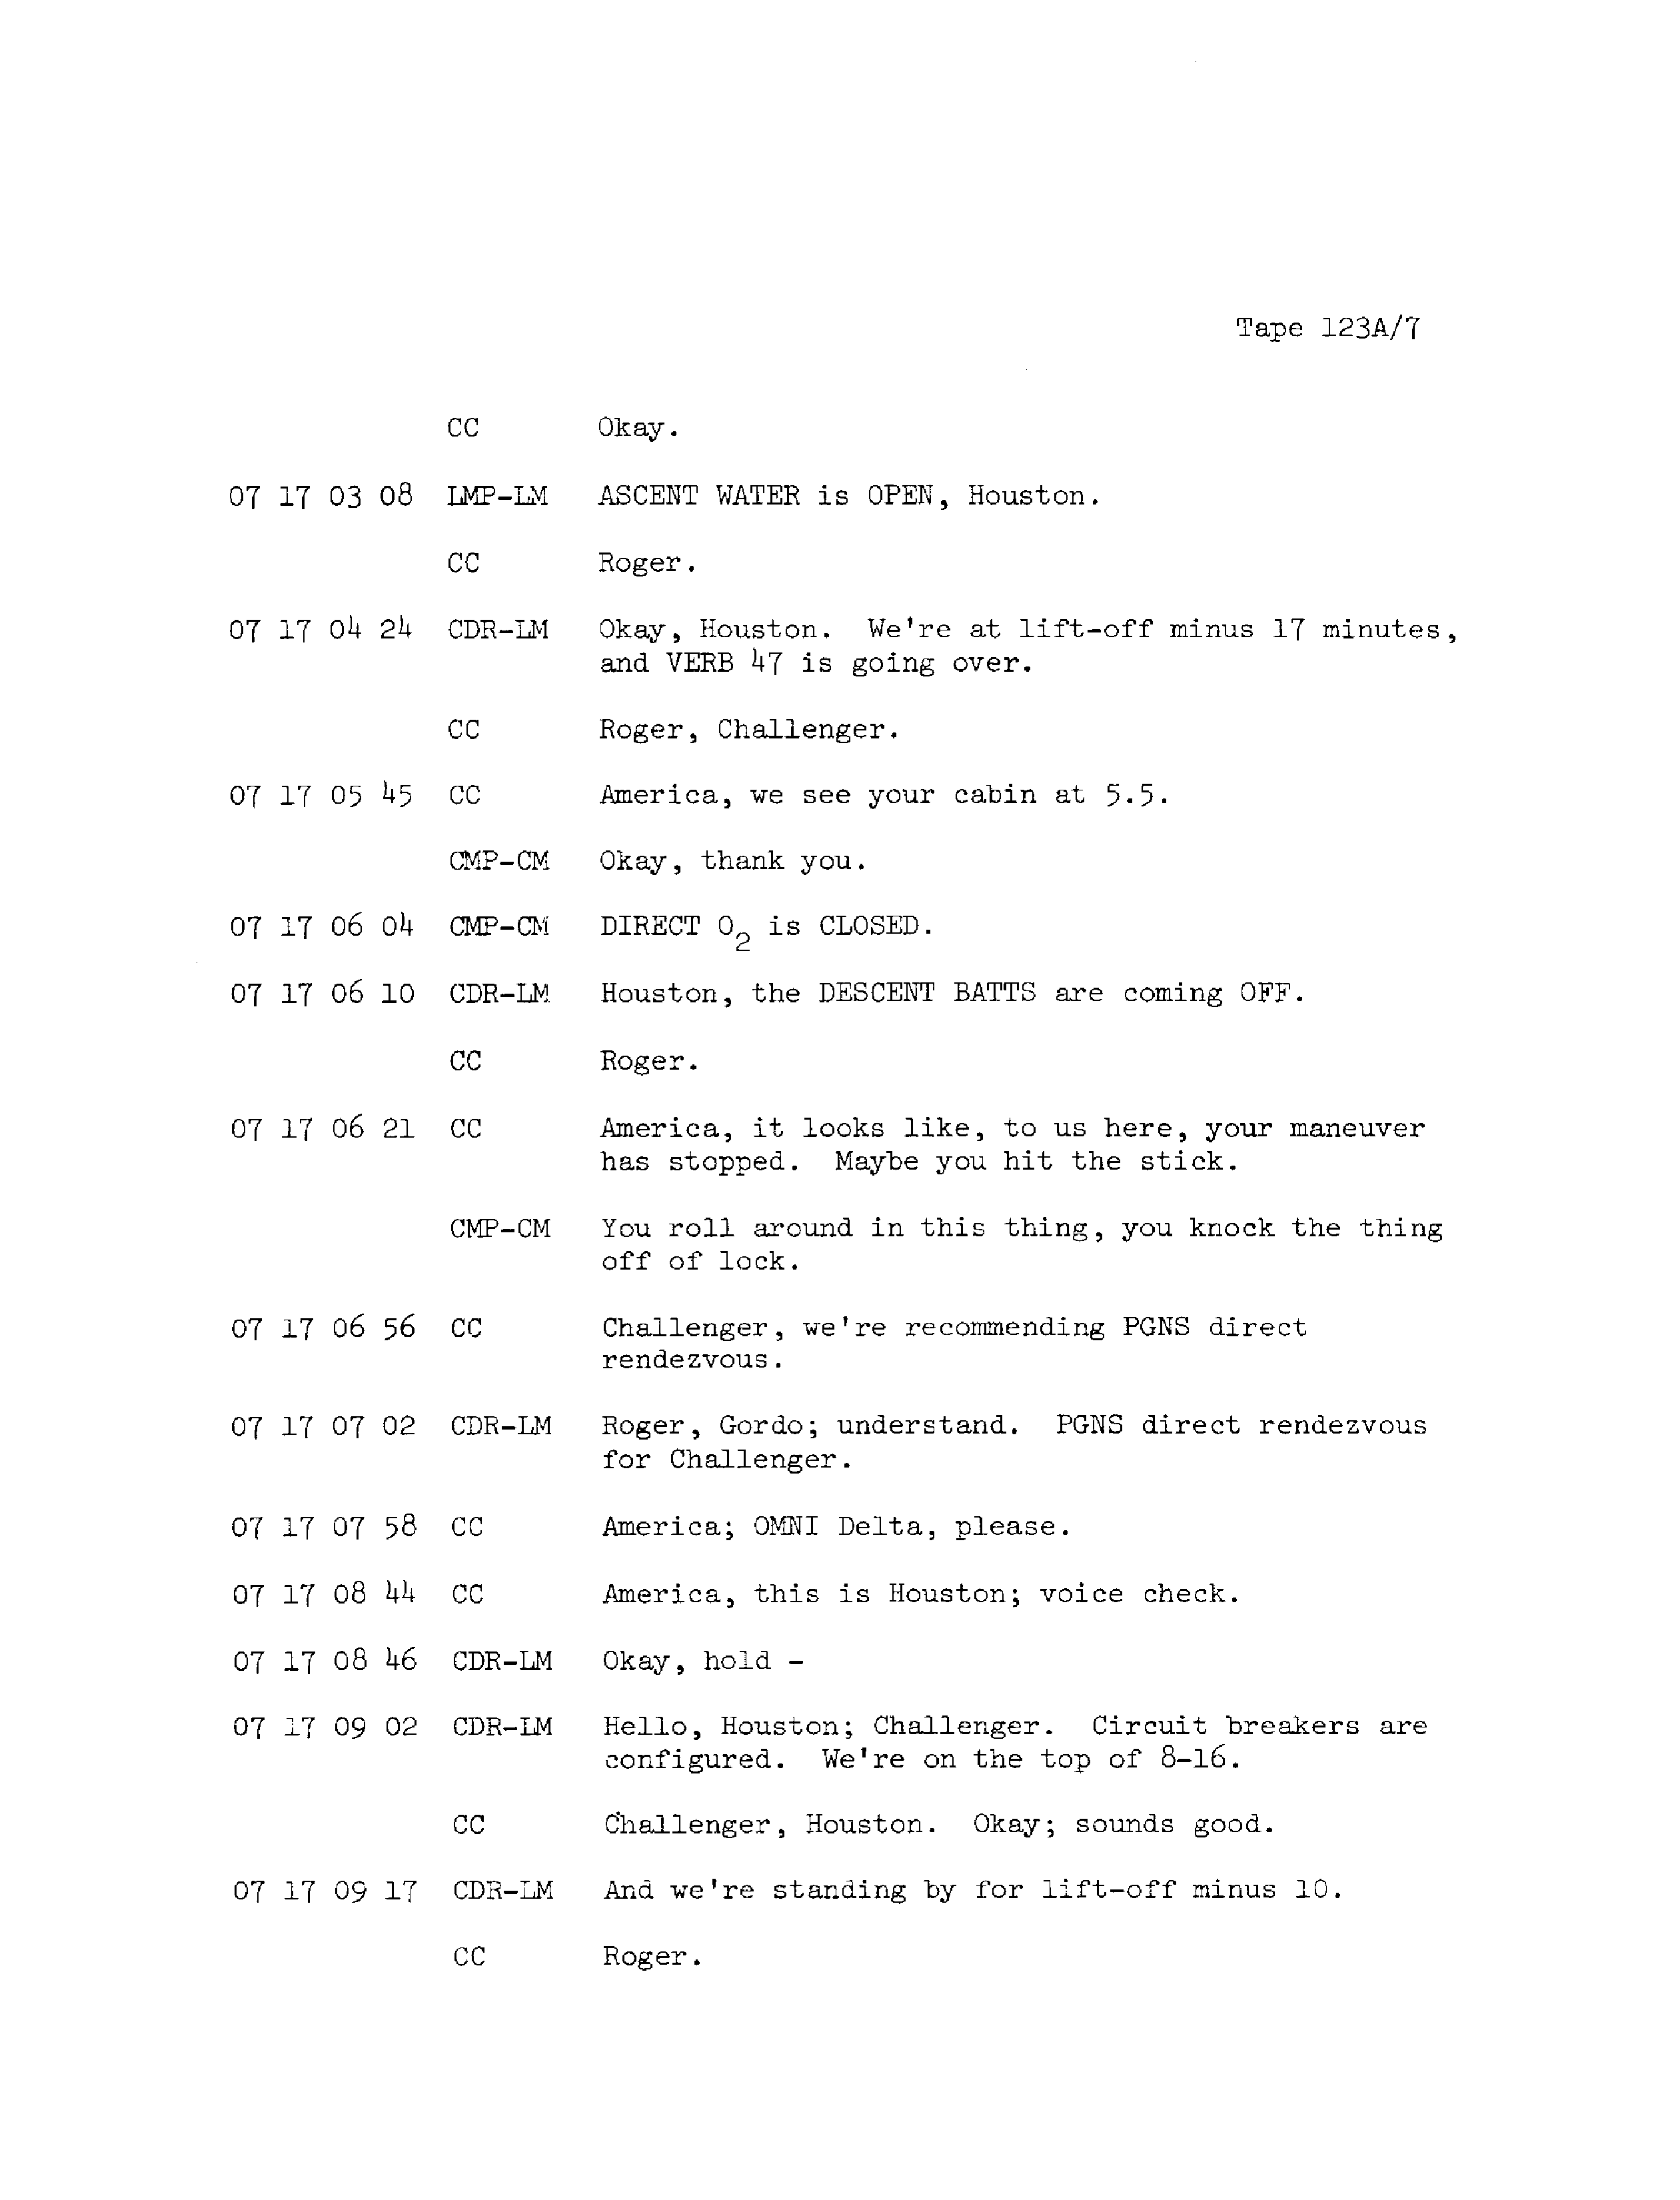 Tape 123A/7
CC Okay.
07 17 03 08 LMP-LM ASCENT WATER is OPEN, Houston.
CC Roger.
07 17 04 24 CDR-LM Okay, Houston. We're at lift-off minus 17 minutes,
and VERB 47 is going over.
CC Roger, Challenger.
07 17 05 45 CC America, we see your cabin at 5.5.
CMP-CM Okay, thank you.
07 17 06 04 CMP-CM DIRECT O2 is CLOSED.
07 17 06 10 CDR-LM Houston, the DESCENT BATTS are coming OFF.
CC Roger.
07 17 06 21 CC America, it looks like, to us here, your maneuver
has stopped. Maybe you hit the stick.
CMP-CM You roll around in this thing, you knock the thing
off of lock.
07 17 06 56 CC Challenger, we're recommending PGNS direct
rendezvous.
07 17 07 02 CDR-LM Roger, Gordo; understand. PGNS direct rendezvous
for Challenger.
07 17 07 58 CC America; OMNI Delta, please.
07 17 08 44 CC America, this is Houston; voice check.
07 17 08 46 CDR-LM Okay, hold -
07 17 09 02 CDR-LM Hello, Houston; Challenger. Circuit breakers are
configured. We're on the top of 8-16.
CC Challenger, Houston. Okay; sounds good.
07 17 09 17 CDR-LM And we're standing by for lift-off minus 10.
CC Roger.